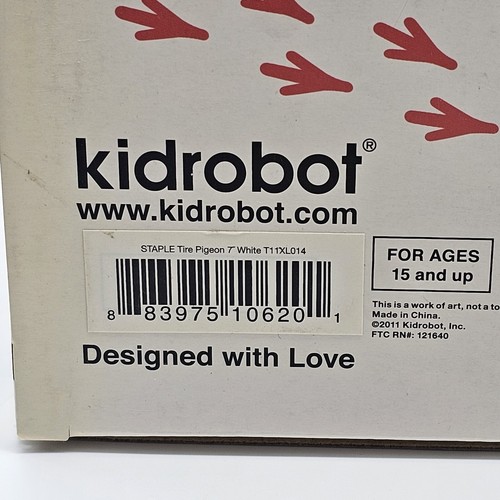 kidrobot®
www.kidrobot.com
STAPLE Tire Pigeon 7" White T11XL014
8 83975 10620 1
Designed with Love
FOR AGES
15 and up
This is a work of art, not a to
Made in China.
©2011 Kidrobot, Inc.
FTC RN#: 121640